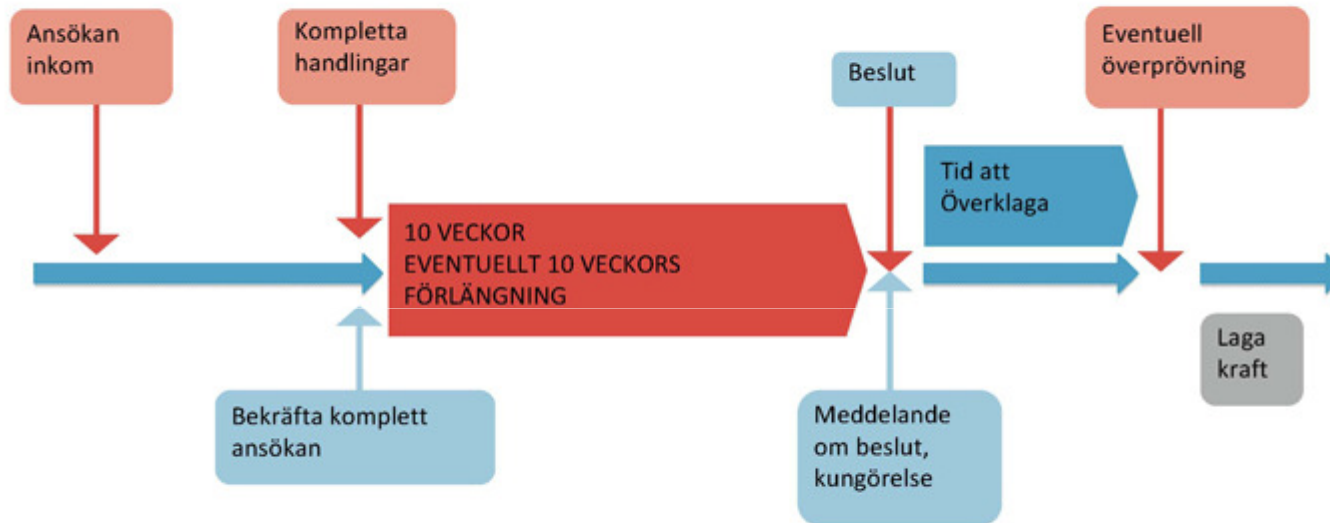 Ansökan
inkom
Kompletta
handlingar
Beslut
Eventuell
överprövning
Tid att
Överklaga
10 VECKOR
EVENTUELLT 10 VECKORS
FÖRLÄNGNING
Laga
kraft
Bekräfta komplett
ansökan
Meddelande
om beslut,
kungörelse